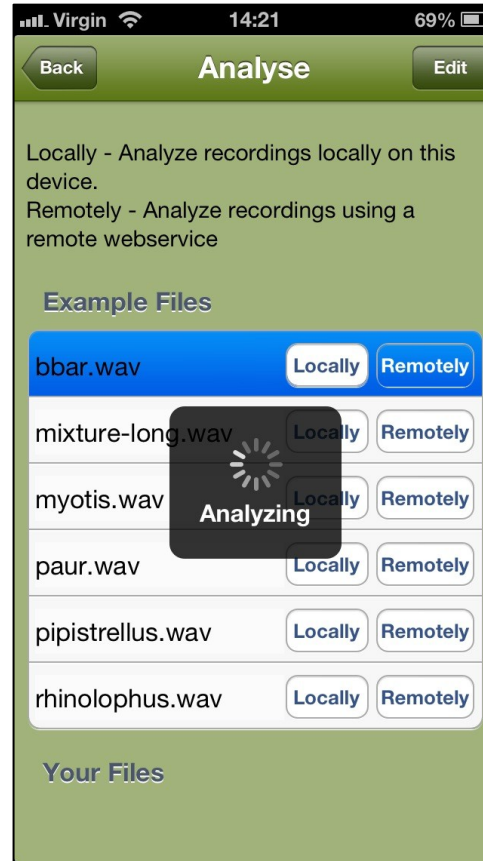 Virgin 14:21 69%
Back Analyse Edit
Locally - Analyze recordings locally on this
device.
Remotely - Analyze recordings using a
remote webservice
Example Files
bbar.wav Locally Remotely
mixture-long.wav Locally Remotely
Analyzing
myotis.wav Locally Remotely
paur.wav Locally Remotely
pipistrellus.wav Locally Remotely
rhinolophus.wav Locally Remotely
Your Files